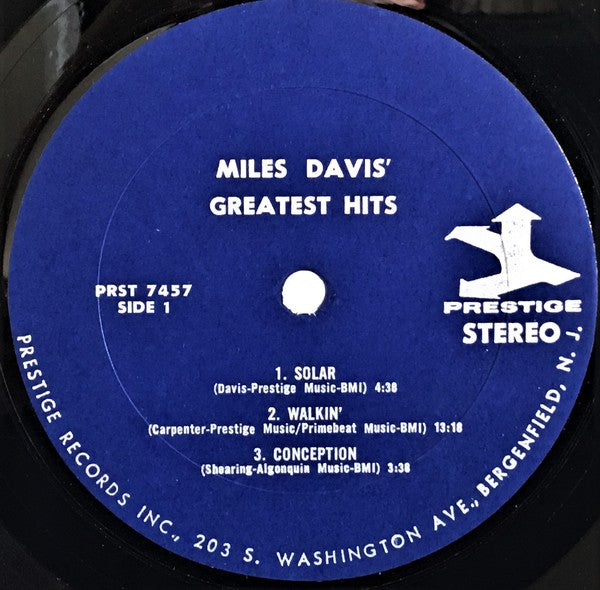 MILES DAVIS'
GREATEST HITS
PRST 7457
SIDE 1
PRESTIGE
STEREO
1. SOLAR
(Davis-Prestige Music-BMI) 4:38
2. WALKIN'
(Carpenter-Prestige Music/Primebeat Music-BMI) 13:18
3. CONCEPTION
(Shearing-Algonquin Music-BMI) 3:38
PRESTIGE RECORDS INC., 203 S. WASHINGTON AVE., BERGENFIELD, N. J.